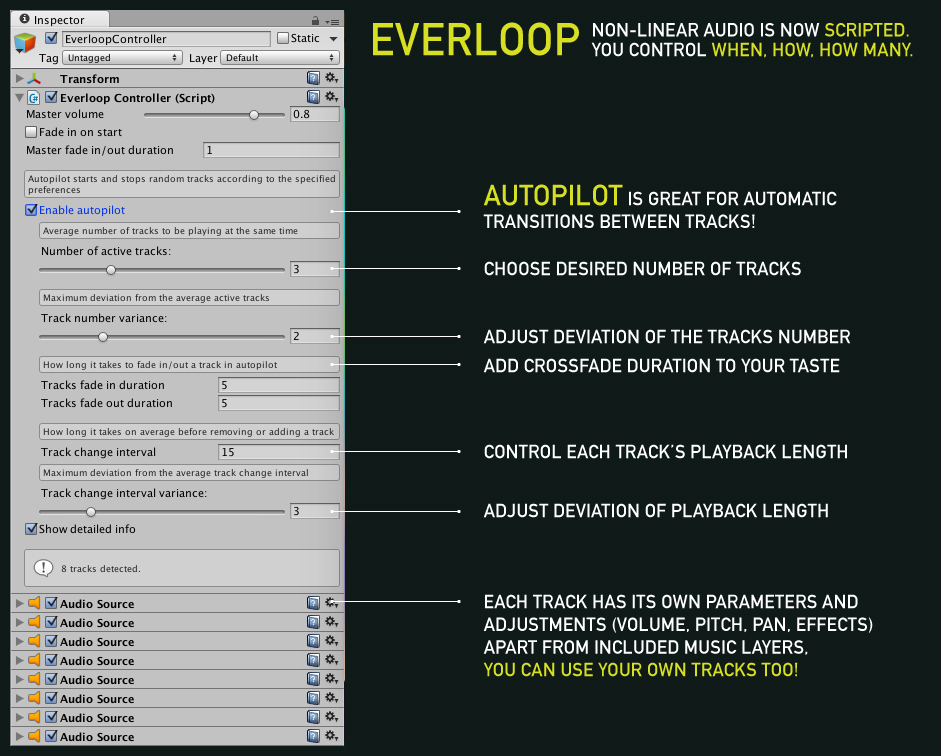 Inspector
EverloopController
Static
Tag Untagged Layer Default
Transform
Everloop Controller (Script)
Master volume 0.8
Fade in on start
Master fade in/out duration 1
Autopilot starts and stops random tracks according to the specified
preferences
Enable autopilot
Average number of tracks to be playing at the same time
Number of active tracks:
3
Maximum deviation from the average active tracks
Track number variance:
2
How long it takes to fade in/out a track in autopilot
Tracks fade in duration 5
Tracks fade out duration 5
How long it takes on average before removing or adding a track
Track change interval 15
Maximum deviation from the average track change interval
Track change interval variance:
3
Show detailed info
8 tracks detected.
Audio Source
Audio Source
Audio Source
Audio Source
Audio Source
Audio Source
Audio Source
Audio Source
EVERLOOP
NON-LINEAR AUDIO IS NOW SCRIPTED.
YOU CONTROL WHEN, HOW, HOW MANY.
AUTOPILOT IS GREAT FOR AUTOMATIC
TRANSITIONS BETWEEN TRACKS!
CHOOSE DESIRED NUMBER OF TRACKS
ADJUST DEVIATION OF THE TRACKS NUMBER
ADD CROSSFADE DURATION TO YOUR TASTE
CONTROL EACH TRACK'S PLAYBACK LENGTH
ADJUST DEVIATION OF PLAYBACK LENGTH
EACH TRACK HAS ITS OWN PARAMETERS AND
ADJUSTMENTS (VOLUME, PITCH, PAN, EFFECTS)
APART FROM INCLUDED MUSIC LAYERS,
YOU CAN USE YOUR OWN TRACKS TOO!